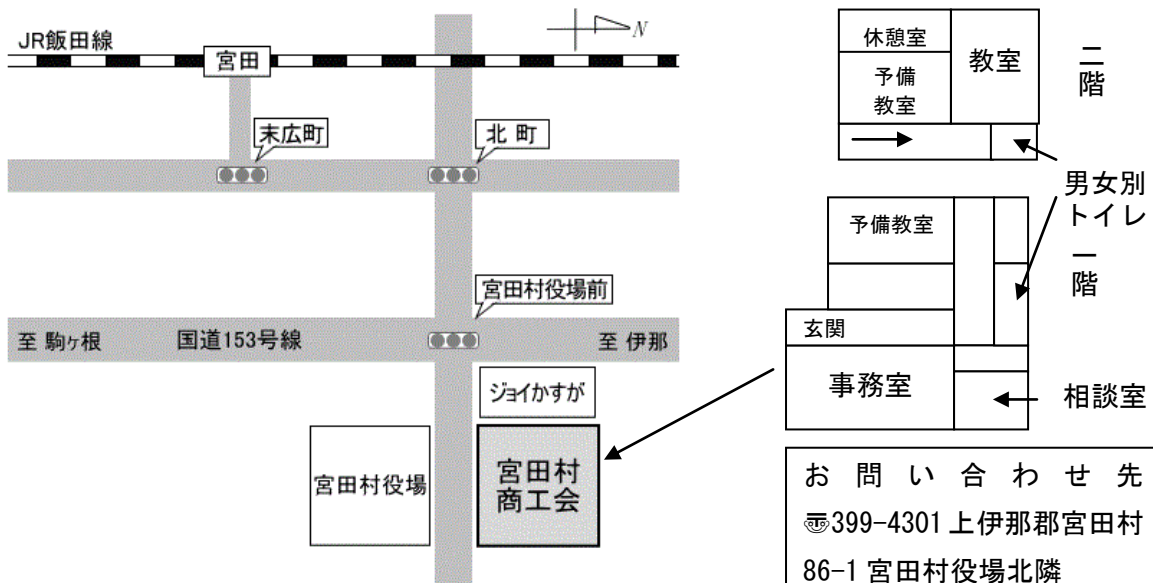 JR飯田線
宮田
N
末広町
北町
宮田村役場前
至 駒ヶ根
国道153号線
至 伊那
ジョイかすが
宮田村役場
宮田村
商工会
休憩室
教室
予備
教室
二階
男女別
トイレ
予備教室
一階
玄関
事務室
相談室
お問い合わせ先
〠399-4301 上伊那郡宮田村
86-1 宮田村役場北隣